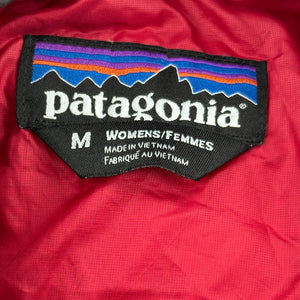 patagonia®
M WOMENS/FEMMES
MADE IN VIETNAM
FABRIQUÉ AU VIETNAM